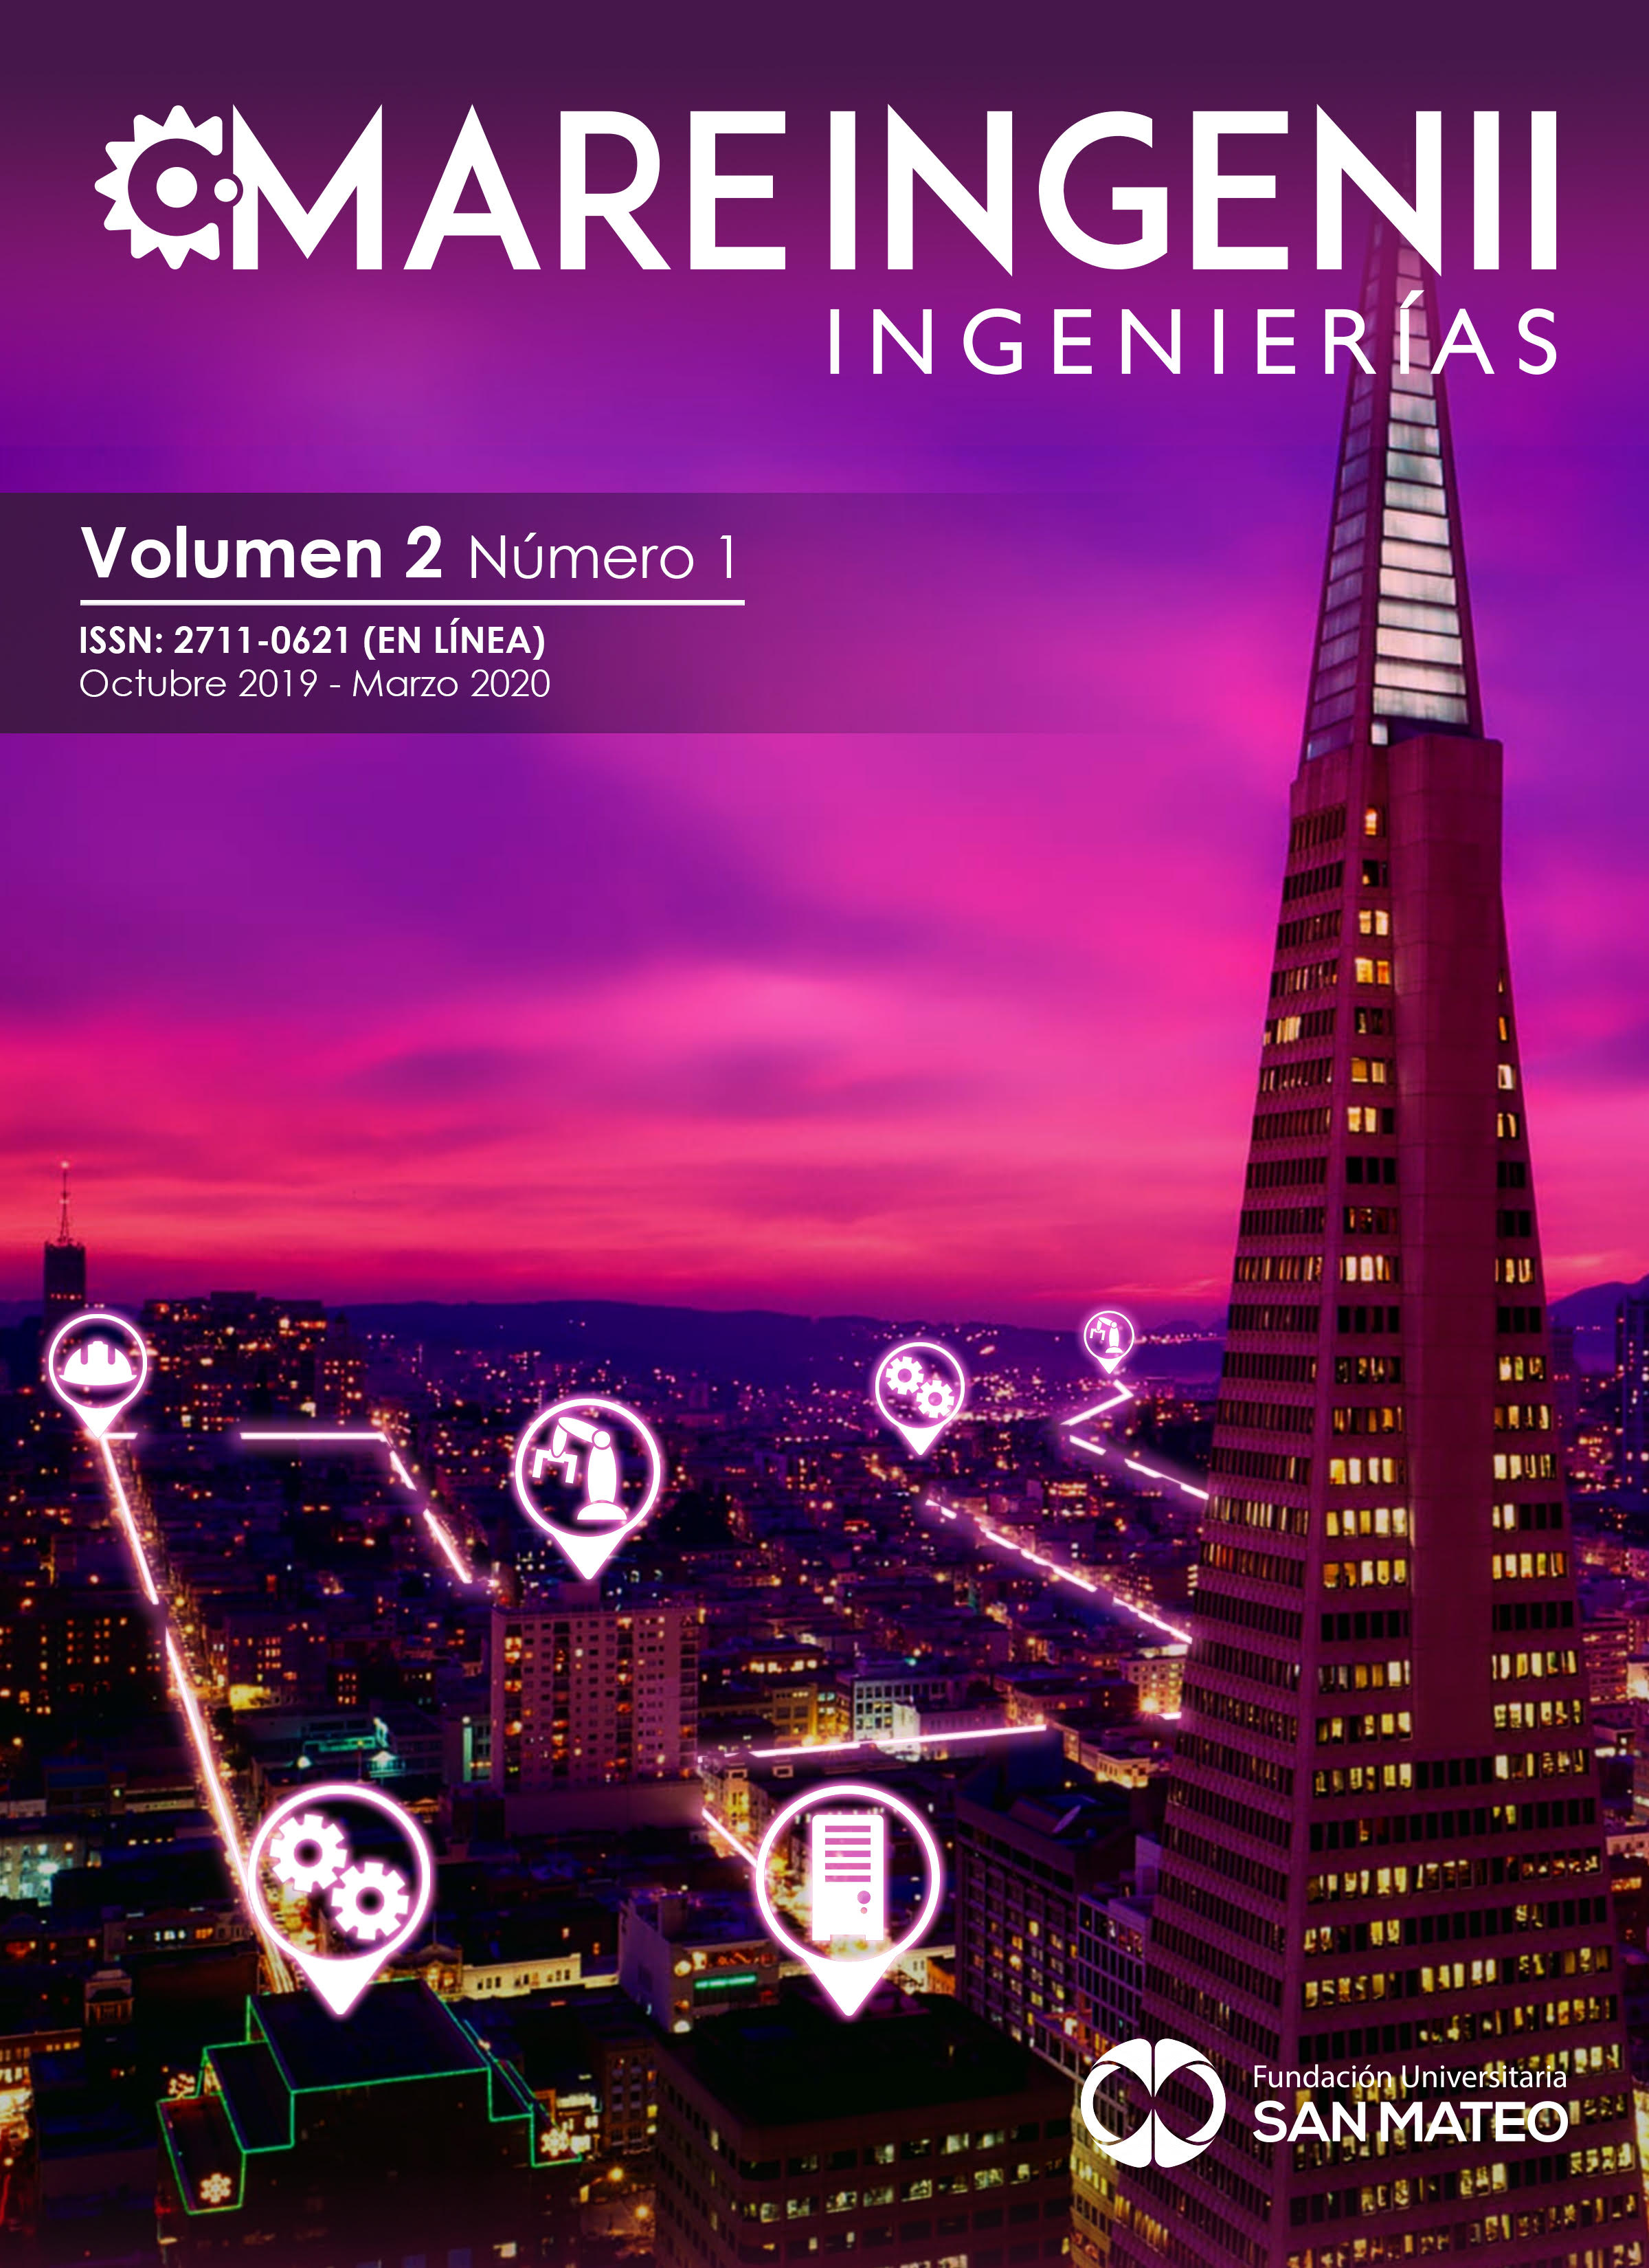 MARE INGENII
INGENIERÍAS
Volumen 2 Número 1
ISSN: 2711-0621 (EN LÍNEA)
Octubre 2019 - Marzo 2020
Fundación Universitaria
SAN MATEO